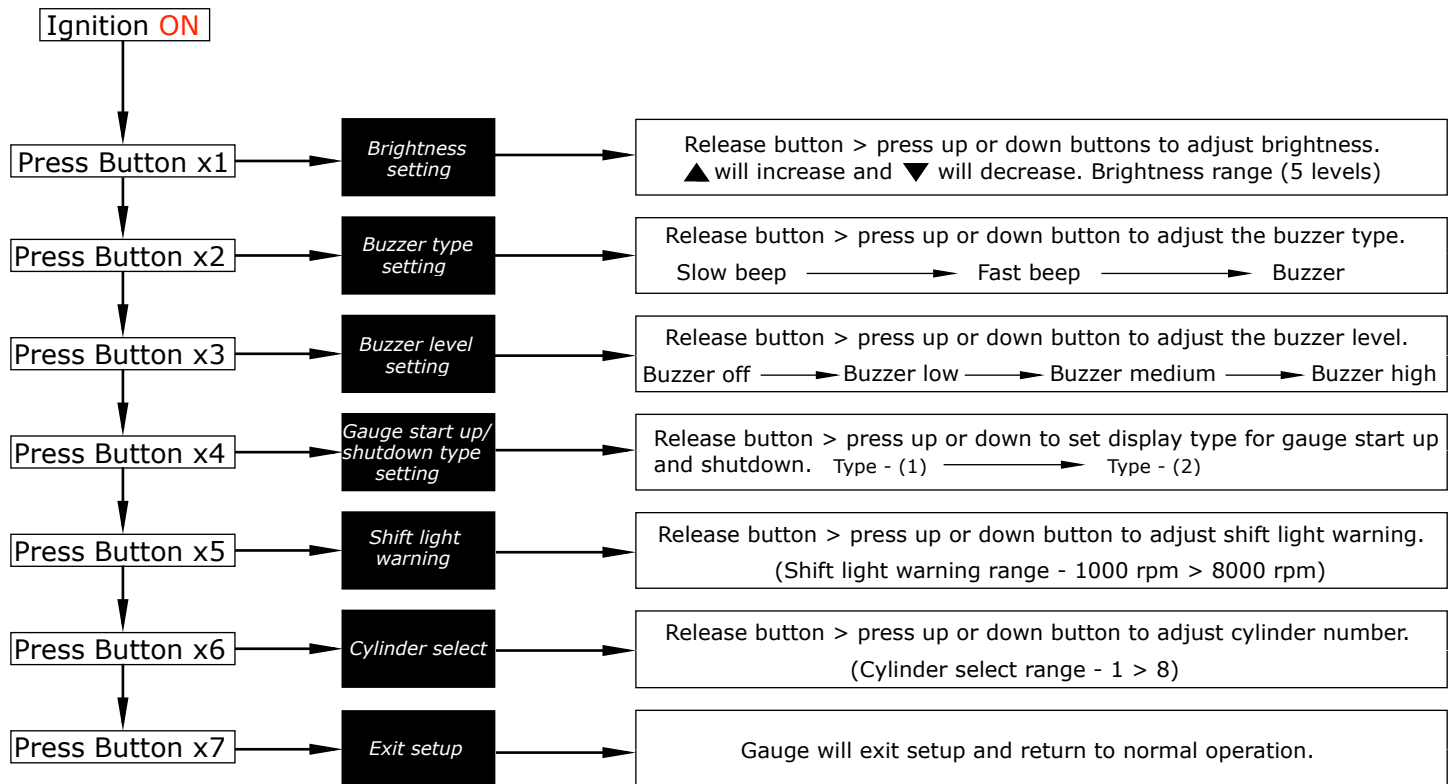 Ignition ON
Press Button x1
Brightness
setting
Release button > press up or down buttons to adjust brightness.
▲ will increase and ▼ will decrease. Brightness range (5 levels)
Press Button x2
Buzzer type
setting
Release button > press up or down button to adjust the buzzer type.
Slow beep Fast beep Buzzer
Press Button x3
Buzzer level
setting
Release button > press up or down button to adjust the buzzer level.
Buzzer off Buzzer low Buzzer medium Buzzer high
Press Button x4
Gauge start up/
shutdown type
setting
Release button > press up or down to set display type for gauge start up
and shutdown. Type - (1) Type - (2)
Press Button x5
Shift light
warning
Release button > press up or down button to adjust shift light warning.
(Shift light warning range - 1000 rpm > 8000 rpm)
Press Button x6
Cylinder select
Release button > press up or down button to adjust cylinder number.
(Cylinder select range - 1 > 8)
Press Button x7
Exit setup
Gauge will exit setup and return to normal operation.